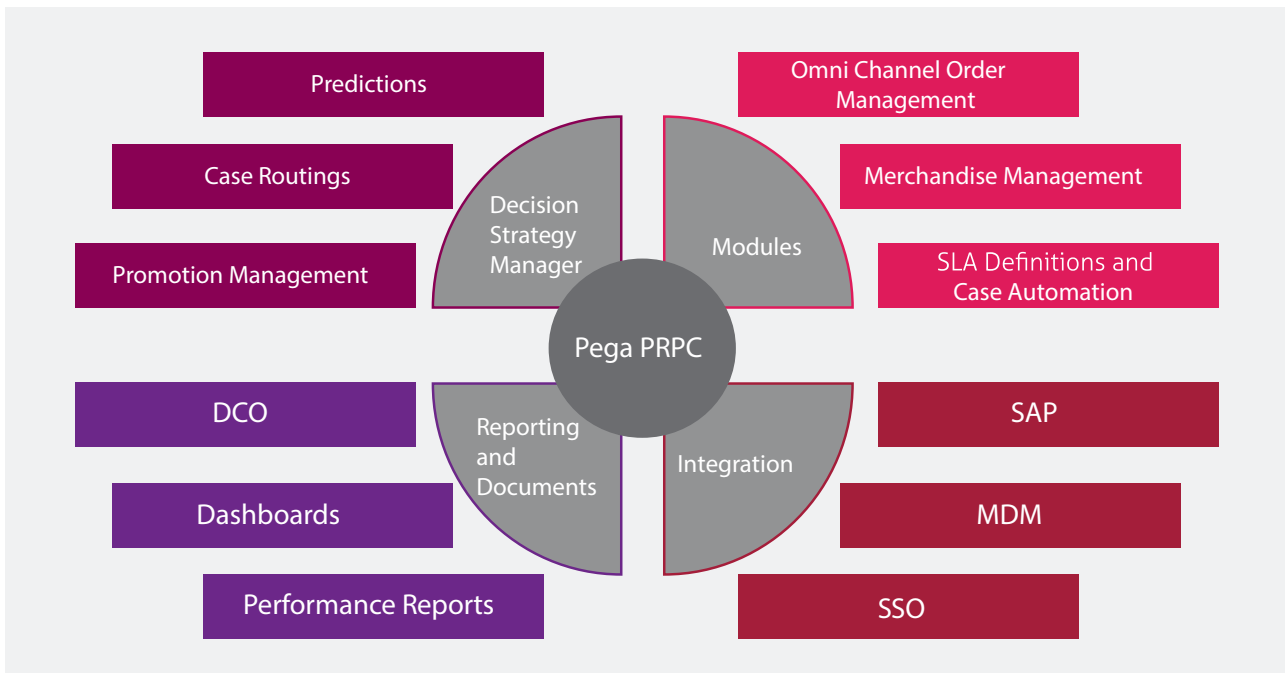 Predictions
Case Routings
Promotion Management
Decision
Strategy
Manager
Omni Channel Order
Management
Merchandise Management
SLA Definitions and
Case Automation
Modules
Pega PRPC
DCO
Dashboards
Performance Reports
Reporting
and
Documents
Integration
SAP
MDM
SSO